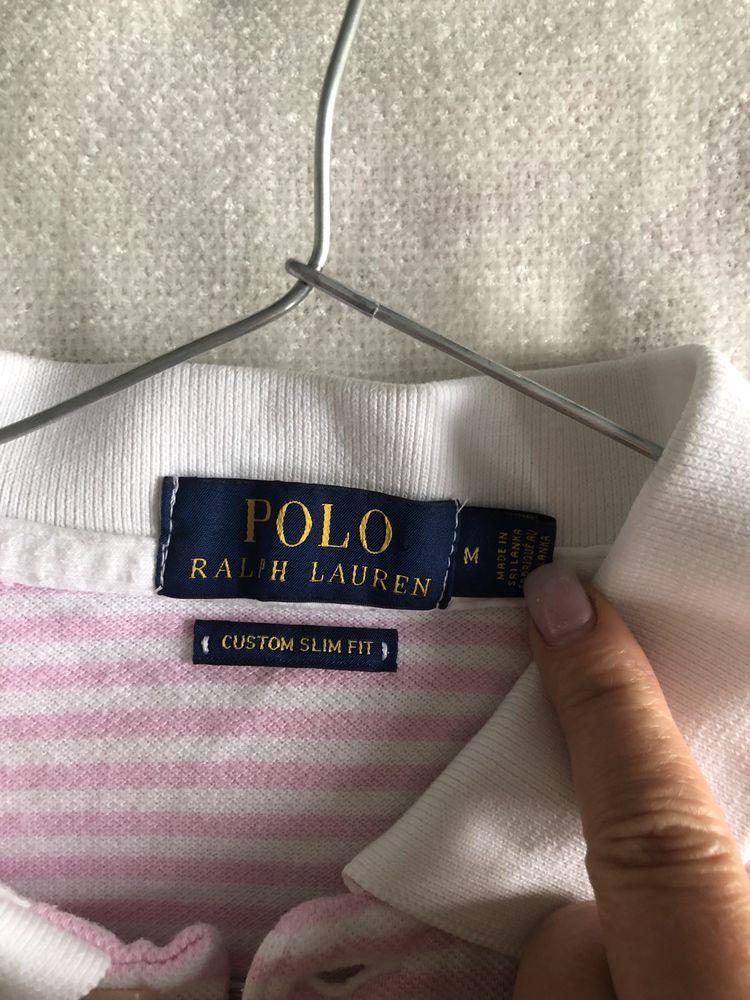 POLO
RALPH LAUREN
M
MADE IN
SRI LANKA
CUSTOM SLIM FIT